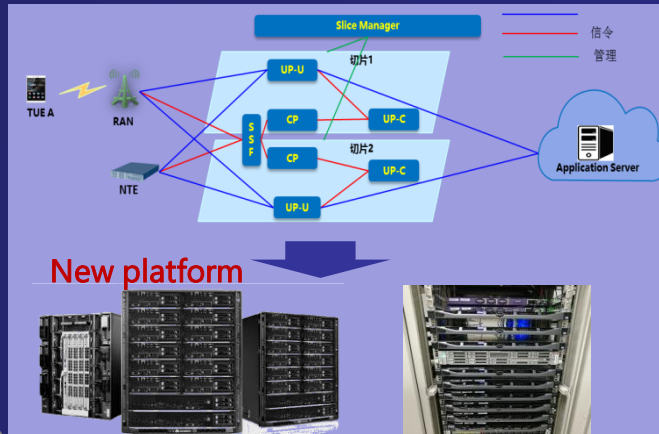 Slice Manager
信令
管理
切片1
UP-U
TUE A
RAN
SSF
CP
UP-C
CP
切片2
UP-C
NTE
UP-U
Application Server
New platform